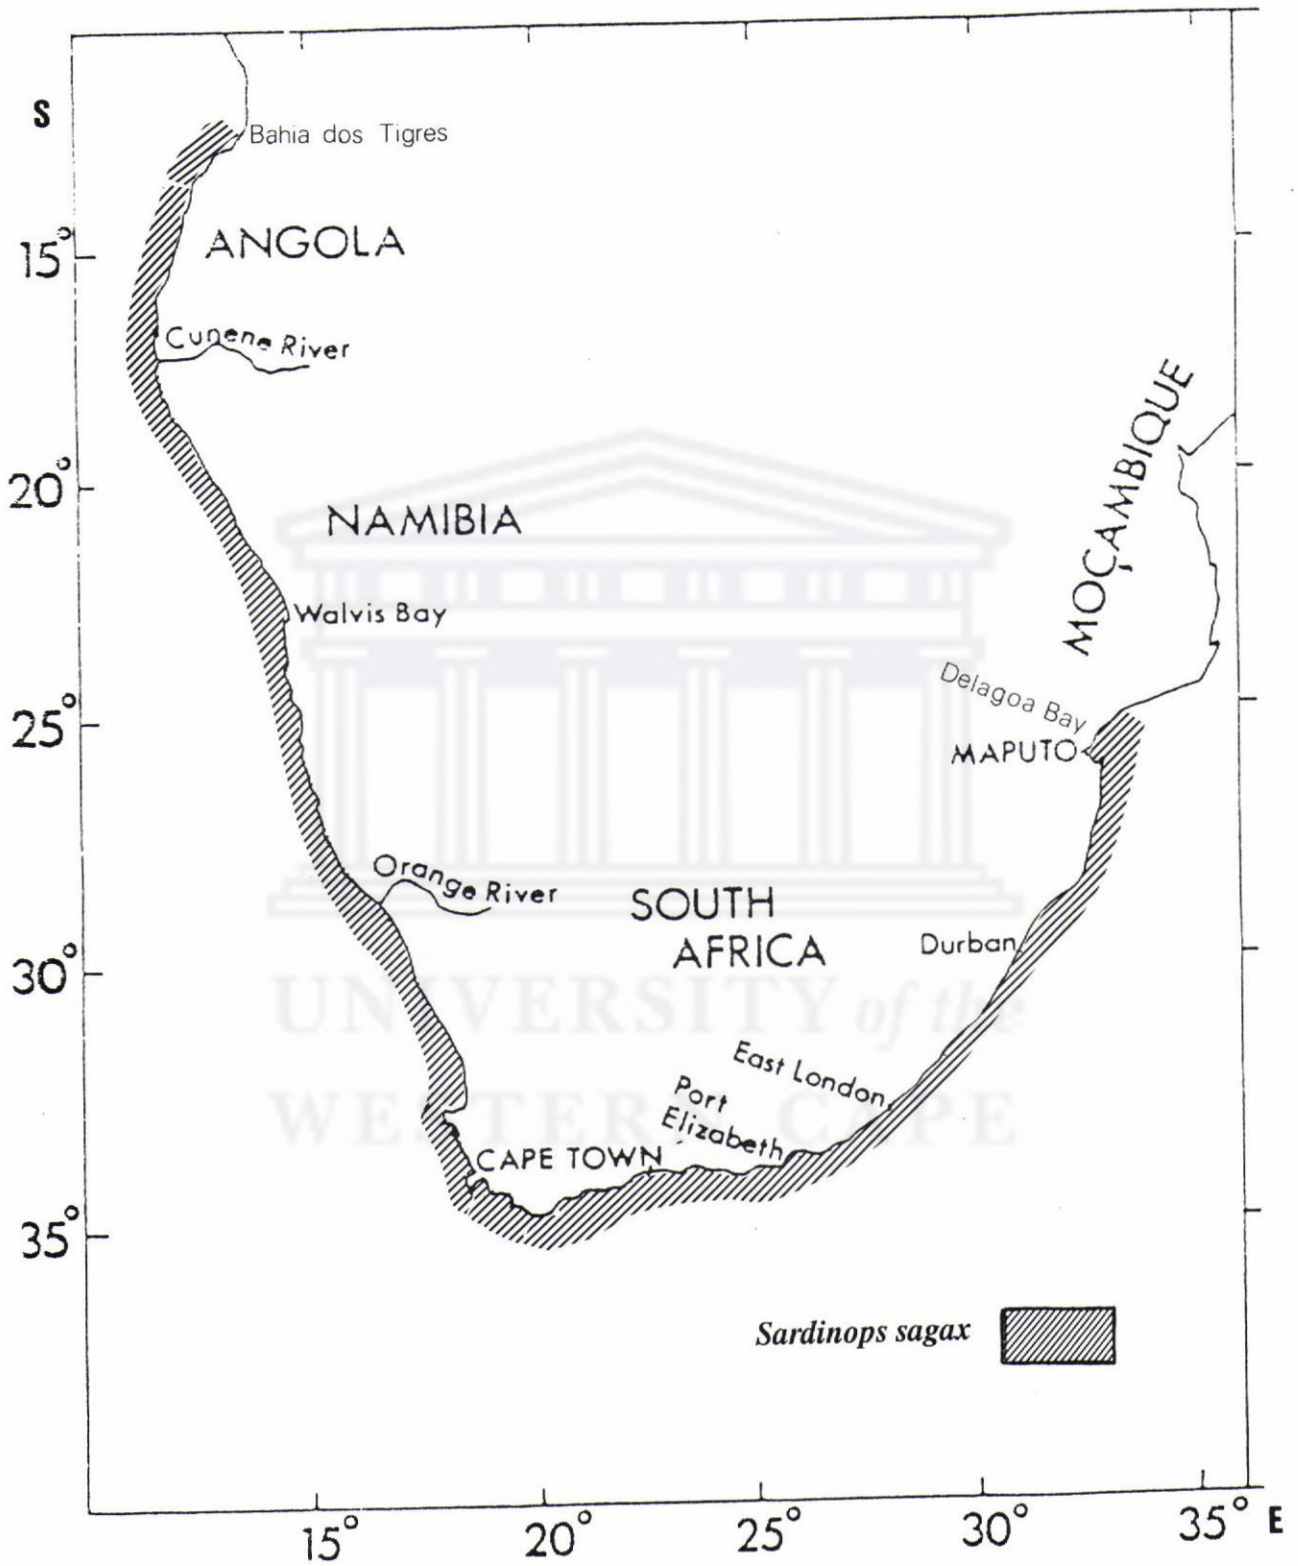 S
Bahia dos Tigres
15°
ANGOLA
Cunene River
20°
NAMIBIA
MOÇAMBIQUE
Walvis Bay
Delagoa Bay
25°
MAPUTO
Orange River
SOUTH
AFRICA
Durban
30°
UNIVERSITY of the
East London
Port
Elizabeth
WESTERN CAPE
CAPE TOWN
35°
Sardinops sagax
15°
20°
25°
30°
35° E